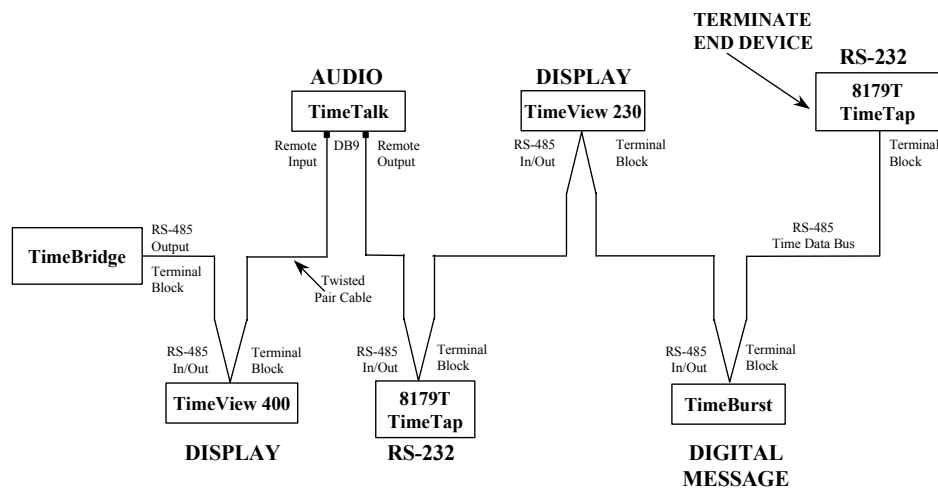 TERMINATE
END DEVICE
RS-232
8179T
TimeTap
Terminal
Block
AUDIO
TimeTalk
Remote
Input
DB9
Remote
Output
DISPLAY
TimeView 230
RS-485
In/Out
Terminal
Block
RS-485
Time Data Bus
TimeBridge
RS-485
Output
Terminal
Block
Twisted
Pair Cable
RS-485
In/Out
Terminal
Block
TimeView 400
DISPLAY
RS-485
In/Out
Terminal
Block
8179T
TimeTap
RS-232
RS-485
In/Out
Terminal
Block
TimeBurst
DIGITAL
MESSAGE